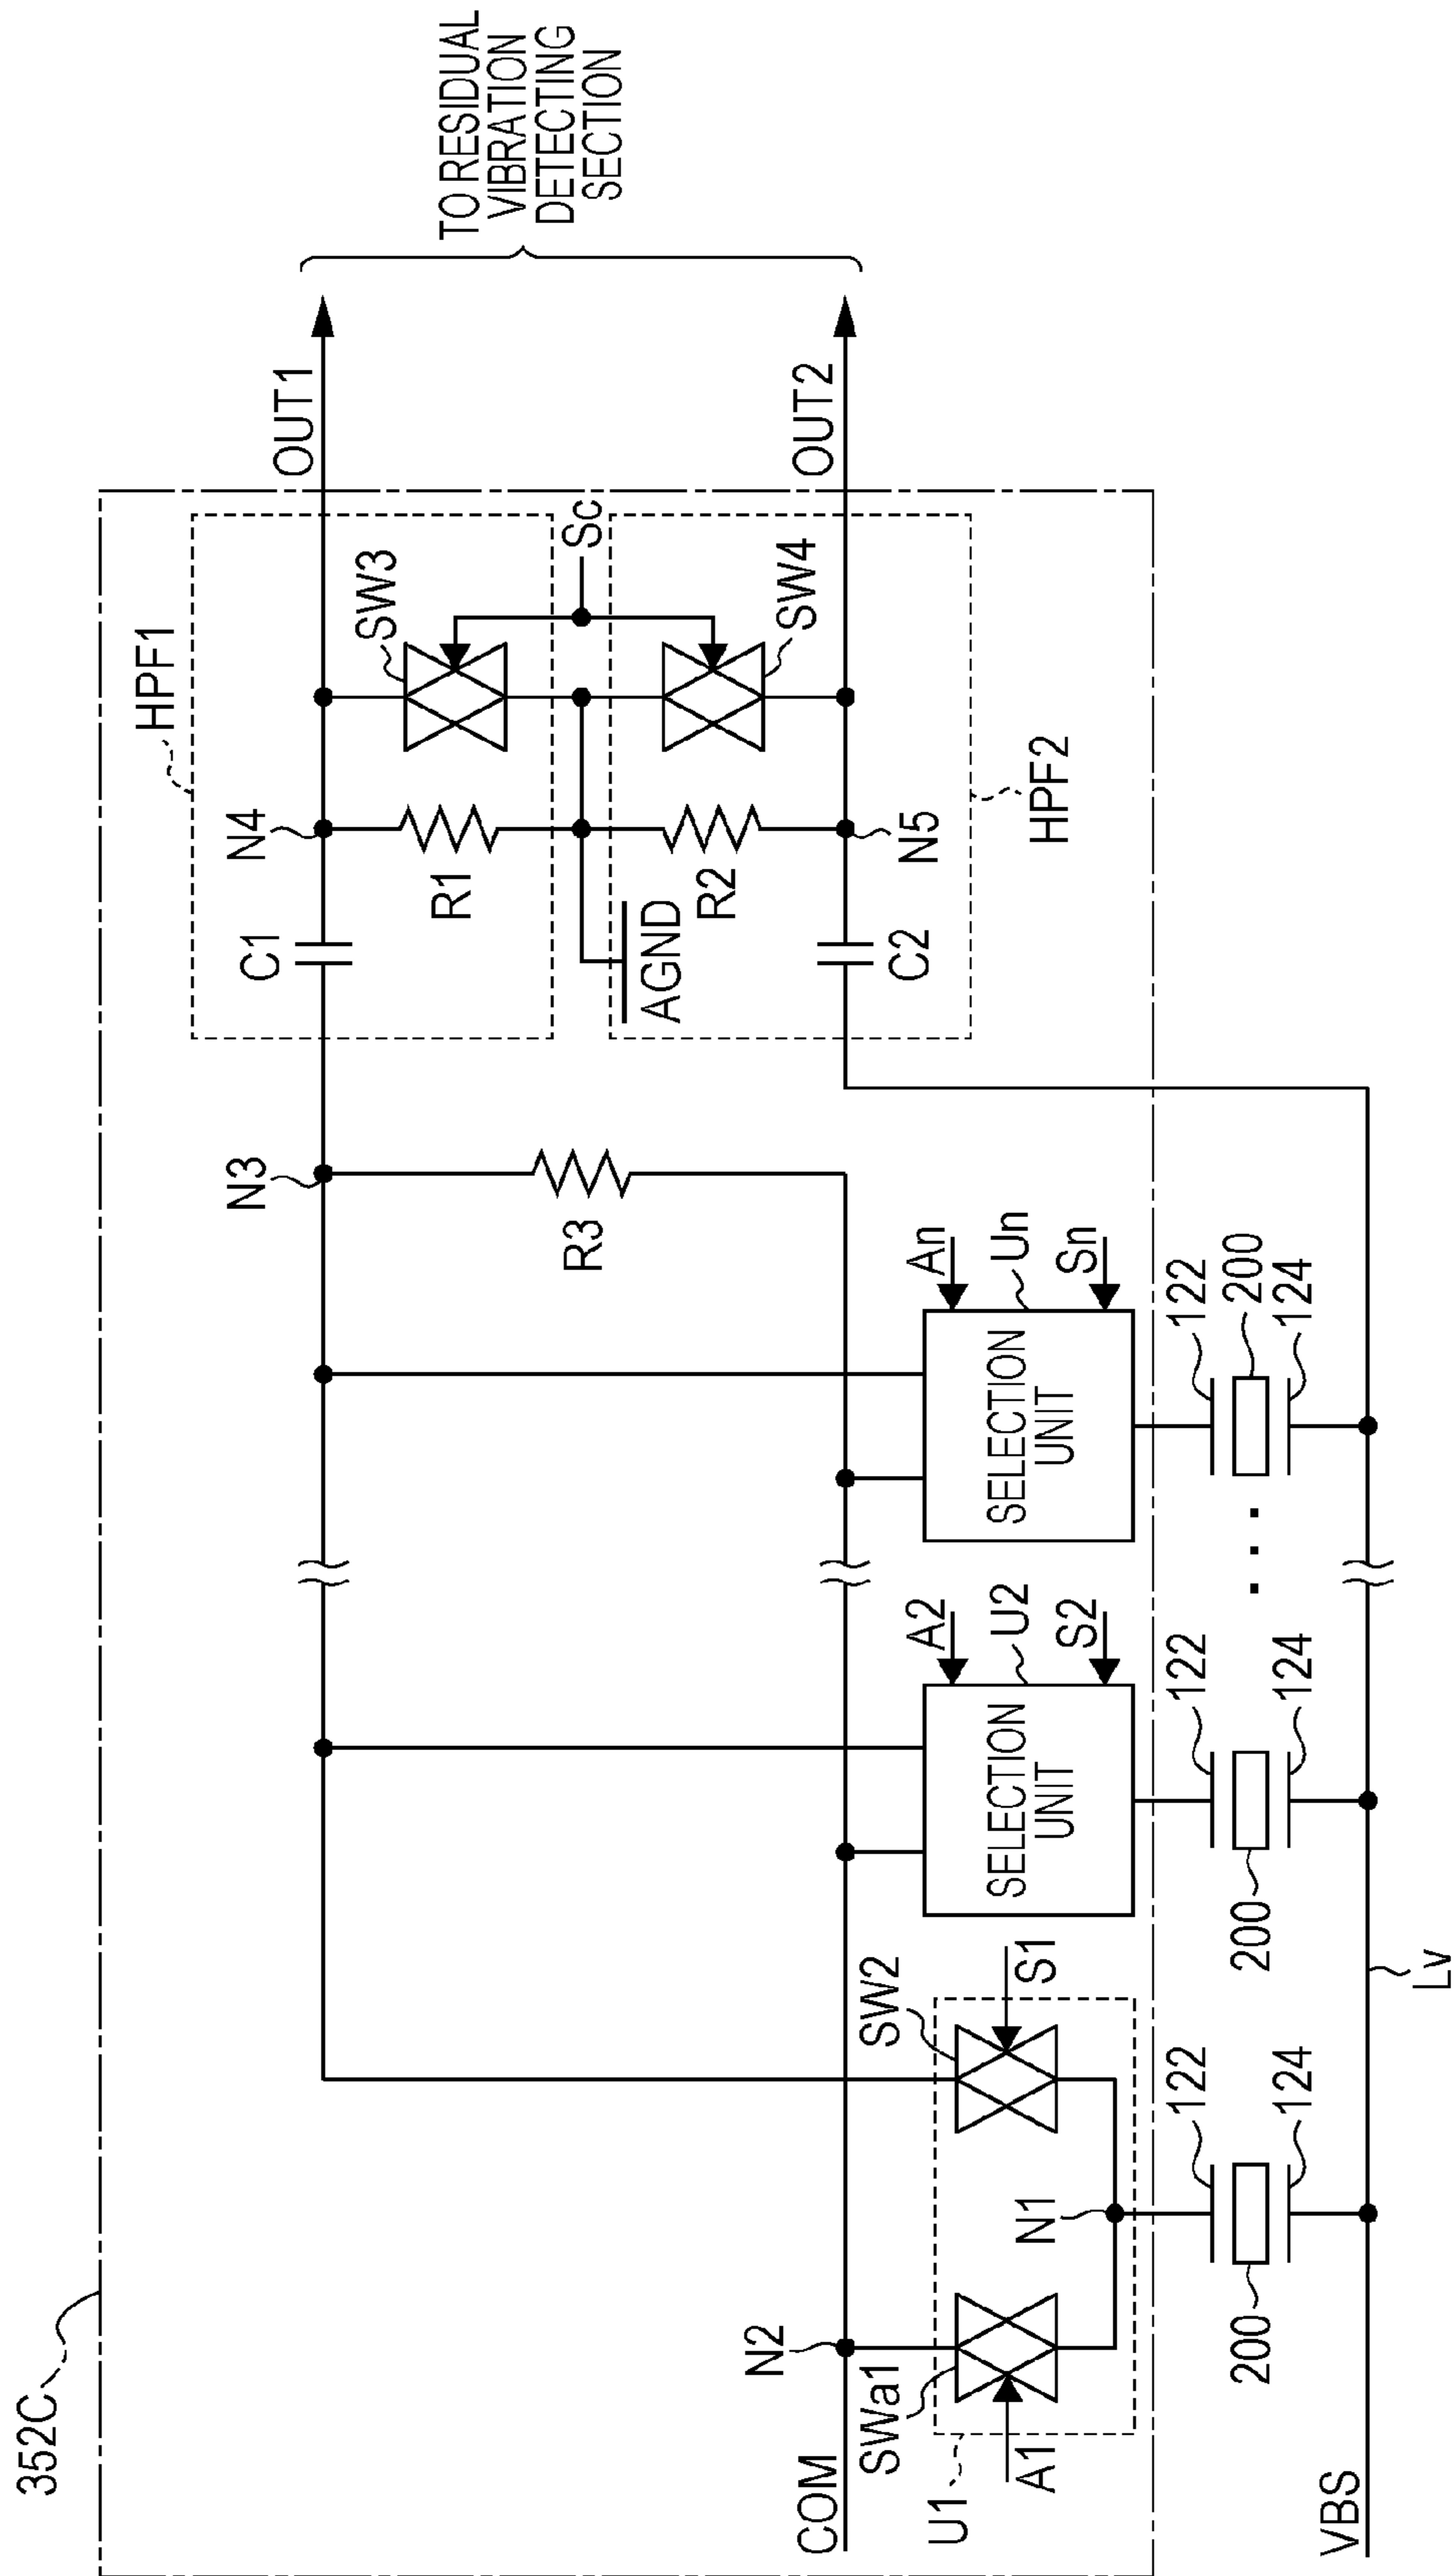 352C
HPF1
N4
C1
R1
SW3
Sc
OUT1
TO RESIDUAL
VIBRATION
DETECTING
SECTION
N3
R3
AGND
R2
SW4
OUT2
C2
N5
HPF2
COM
N2
SWa1
SW2
U1
A1
N1
S1
SELECTION
UNIT
A2
U2
S2
SELECTION
UNIT
An
Un
Sn
122
200
124
122
200
124
122
200
124
. . .
VBS
Lv